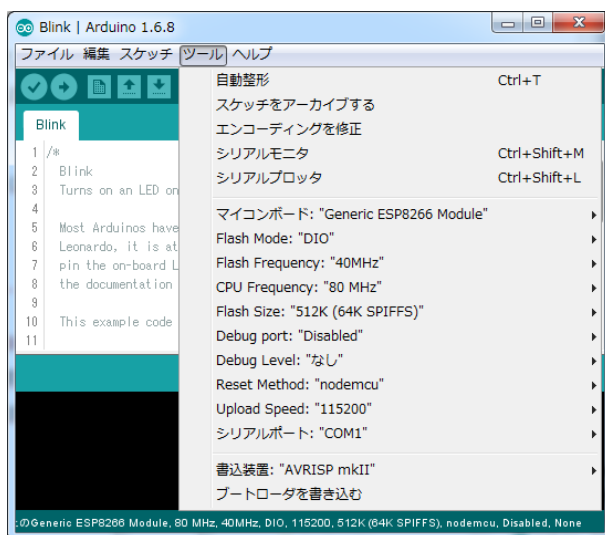 Blink | Arduino 1.6.8
ファイル 編集 スケッチ ツール ヘルプ
自動整形 Ctrl+T
スケッチをアーカイブする
エンコーディングを修正
シリアルモニタ Ctrl+Shift+M
シリアルプロッタ Ctrl+Shift+L
マイコンボード: "Generic ESP8266 Module"
Flash Mode: "DIO"
Flash Frequency: "40MHz"
CPU Frequency: "80 MHz"
Flash Size: "512K (64K SPIFFS)"
Debug port: "Disabled"
Debug Level: "なし"
Reset Method: "nodemcu"
Upload Speed: "115200"
シリアルポート: "COM1"
書込装置: "AVRISP mkII"
ブートローダを書き込む
Blink
1 /*
2 Blink
3 Turns on an LED on
4
5 Most Arduinos have
6 Leonardo, it is at
7 pin the on-board L
8 the documentation
9
10 This example code
11
のGeneric ESP8266 Module, 80 MHz, 40MHz, DIO, 115200, 512K (64K SPIFFS), nodemcu, Disabled, None